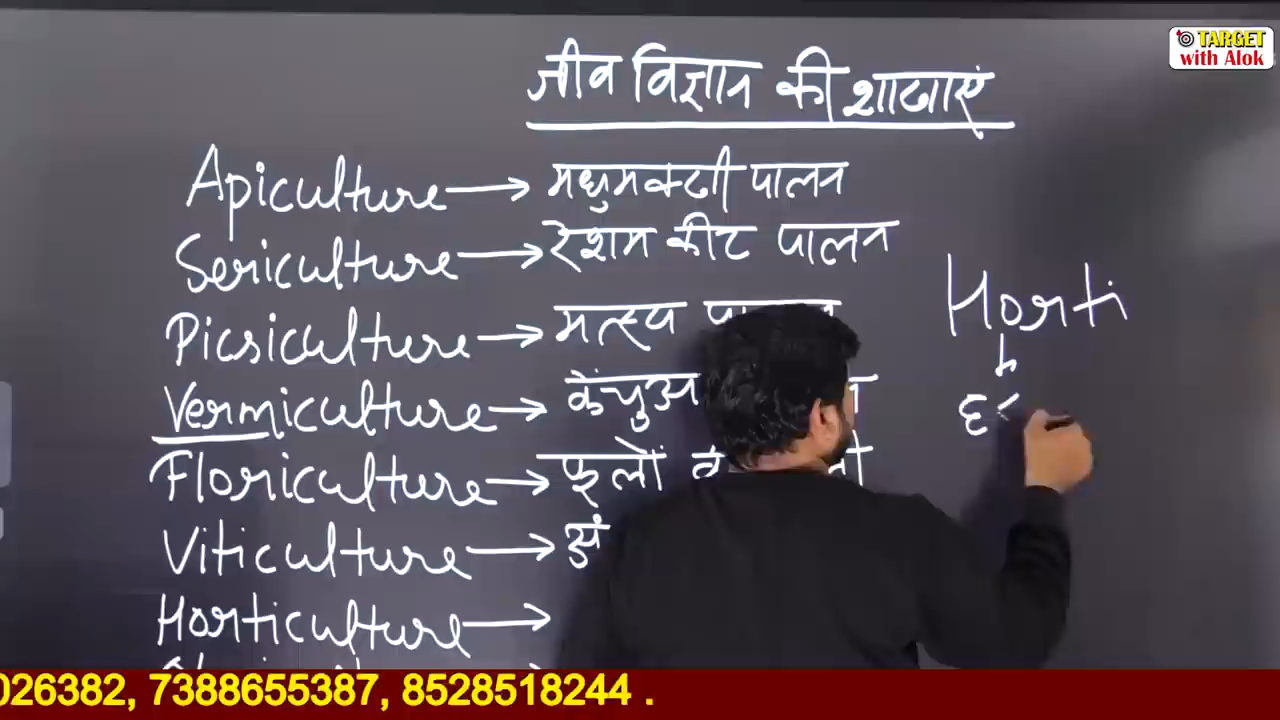 TARGET
with Alok
जीव विज्ञान की शाखाएं
Apiculture → मधुमक्खी पालन
Sericulture → रेशम कीट पालन
Picsiculture → मत्स्य
Vermiculture →
Floriculture → फूलों
Viticulture →
Horticulture →
Horti
026382, 7388655387, 8528518244 .